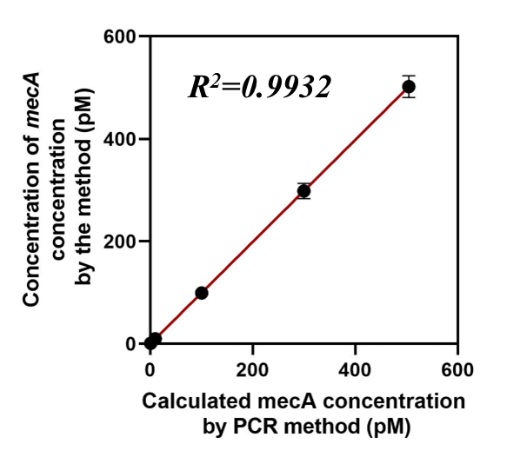 Concentration of mecA
concentration
by the method (pM)
600
400
200
0
R²=0.9932
0 200 400 600
Calculated mecA concentration
by PCR method (pM)